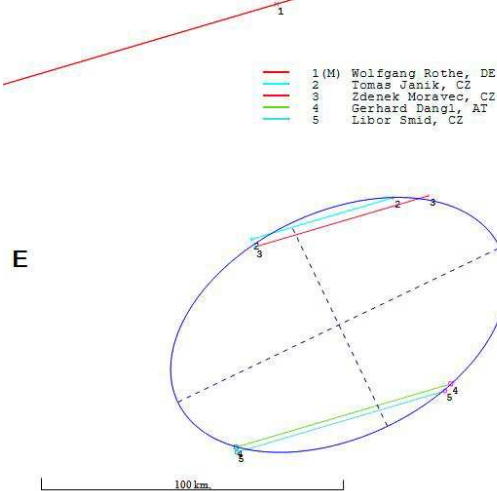 1
1(M) Wolfgang Rothe, DE
2 Tomas Janik, CZ
3 Zdenek Moravec, CZ
4 Gerhard Dangl, AT
5 Libor Smid, CZ
2 3
2
3
E
4
5
4
5
100 km.